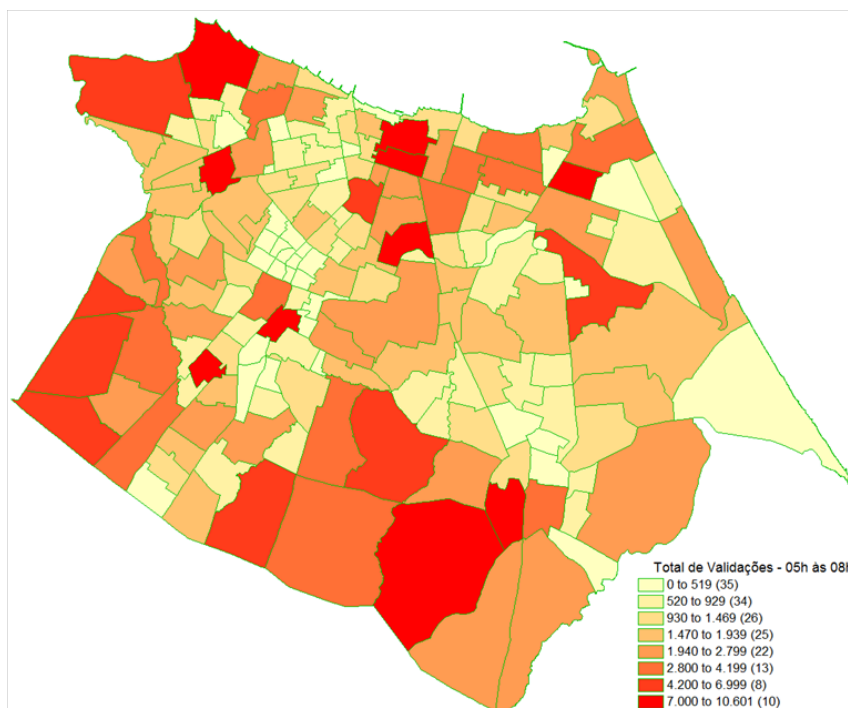 Total de Validações - 05h às 08h
0 to 519 (35)
520 to 929 (34)
930 to 1.469 (26)
1.470 to 1.939 (25)
1.940 to 2.799 (22)
2.800 to 4.199 (13)
4.200 to 6.999 (8)
7.000 to 10.601 (10)